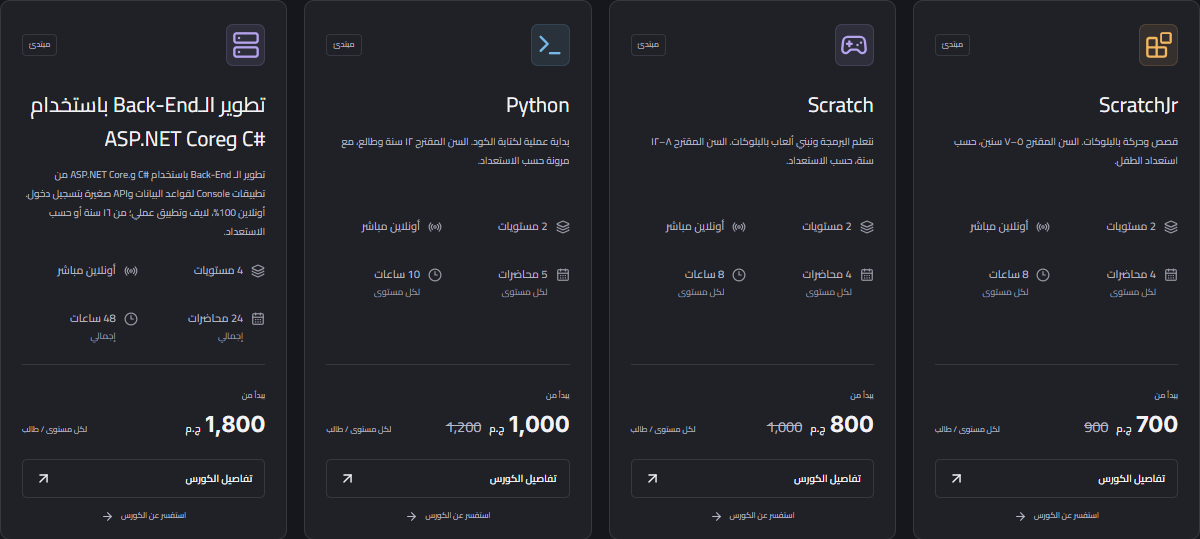 مبتدئ
ScratchJr
قصص وحركة بالبلوكات. السن المقترح ٥–٧ سنين، حسب
استعداد الطفل.
2 مستويات
أونلاين مباشر
4 محاضرات
لكل مستوى
8 ساعات
لكل مستوى
يبدأ من
700 ج.م 900
لكل مستوى / طالب
تفاصيل الكورس
استفسر عن الكورس
مبتدئ
Scratch
نتعلم البرمجة ونبني ألعاب بالبلوكات. السن المقترح ٨–١٢
سنة، حسب الاستعداد.
2 مستويات
أونلاين مباشر
4 محاضرات
لكل مستوى
8 ساعات
لكل مستوى
يبدأ من
800 ج.م 1,000
لكل مستوى / طالب
تفاصيل الكورس
استفسر عن الكورس
مبتدئ
Python
بداية عملية لكتابة الكود. السن المقترح ١٢ سنة وطالع، مع
مرونة حسب الاستعداد.
2 مستويات
أونلاين مباشر
5 محاضرات
لكل مستوى
10 ساعات
لكل مستوى
يبدأ من
1,000 ج.م 1,200
لكل مستوى / طالب
تفاصيل الكورس
استفسر عن الكورس
مبتدئ
تطوير الـBack-End باستخدام
C# وASP.NET Core
تطوير الـ Back-End باستخدام C# وASP.NET Core. من
تطبيقات Console لقواعد البيانات وAPIs صغيرة بتسجيل دخول.
أونلاين 100%، لايف وتطبيق عملي؛ من ١٦ سنة أو حسب
الاستعداد.
4 مستويات
أونلاين مباشر
24 محاضرات
إجمالي
48 ساعات
إجمالي
يبدأ من
1,800 ج.م
لكل مستوى / طالب
تفاصيل الكورس
استفسر عن الكورس